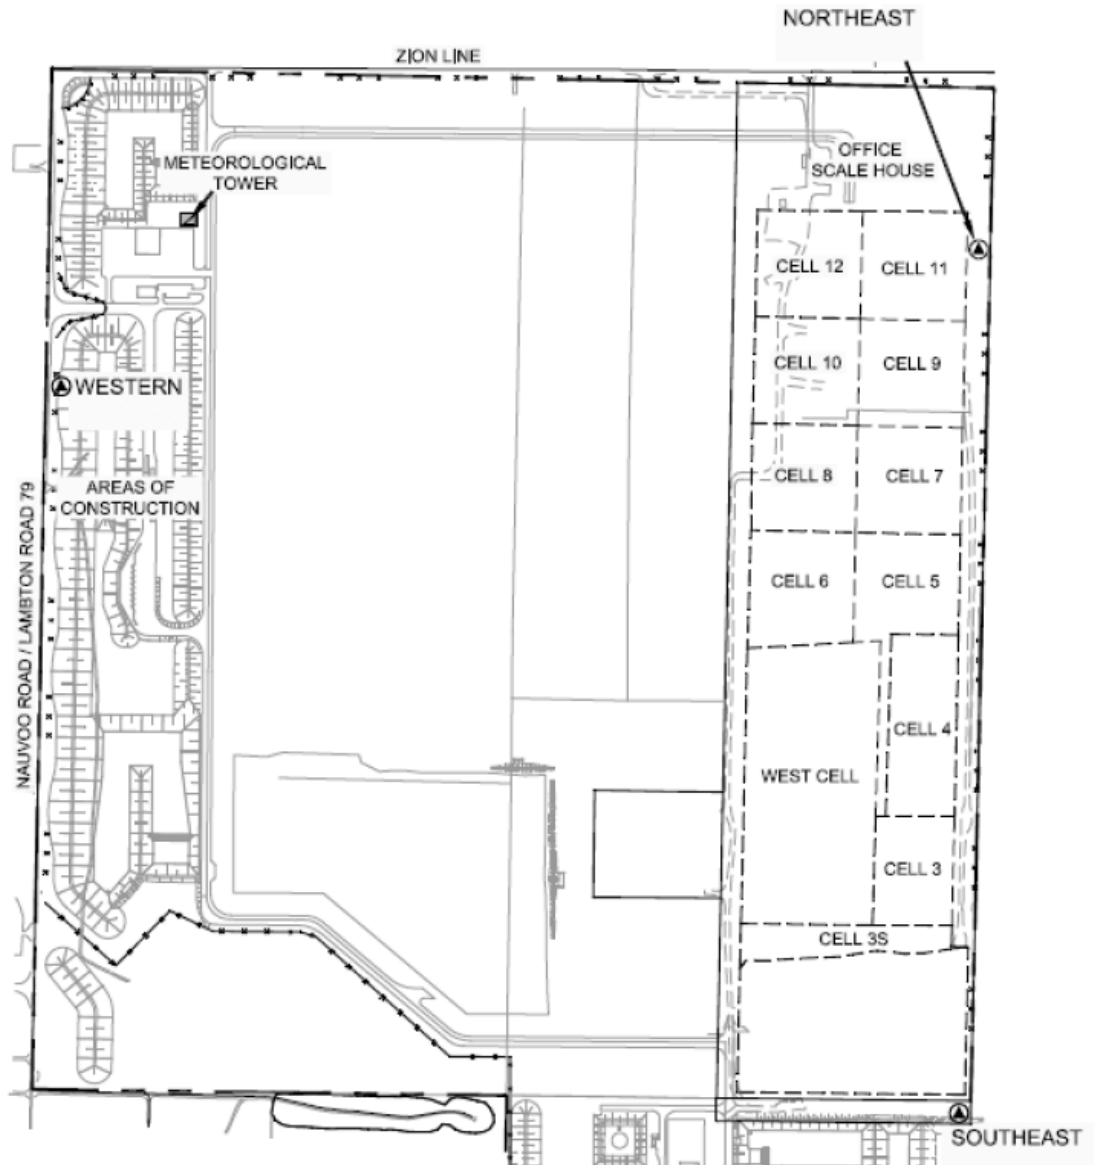 NORTHEAST
ZION LINE
METEOROLOGICAL
TOWER
OFFICE
SCALE HOUSE
CELL 12
CELL 11
CELL 10
CELL 9
WESTERN
CELL 8
CELL 7
AREAS OF
CONSTRUCTION
NAUVOO ROAD / LAMBTON ROAD 79
CELL 6
CELL 5
CELL 4
WEST CELL
CELL 3
CELL 3S
SOUTHEAST